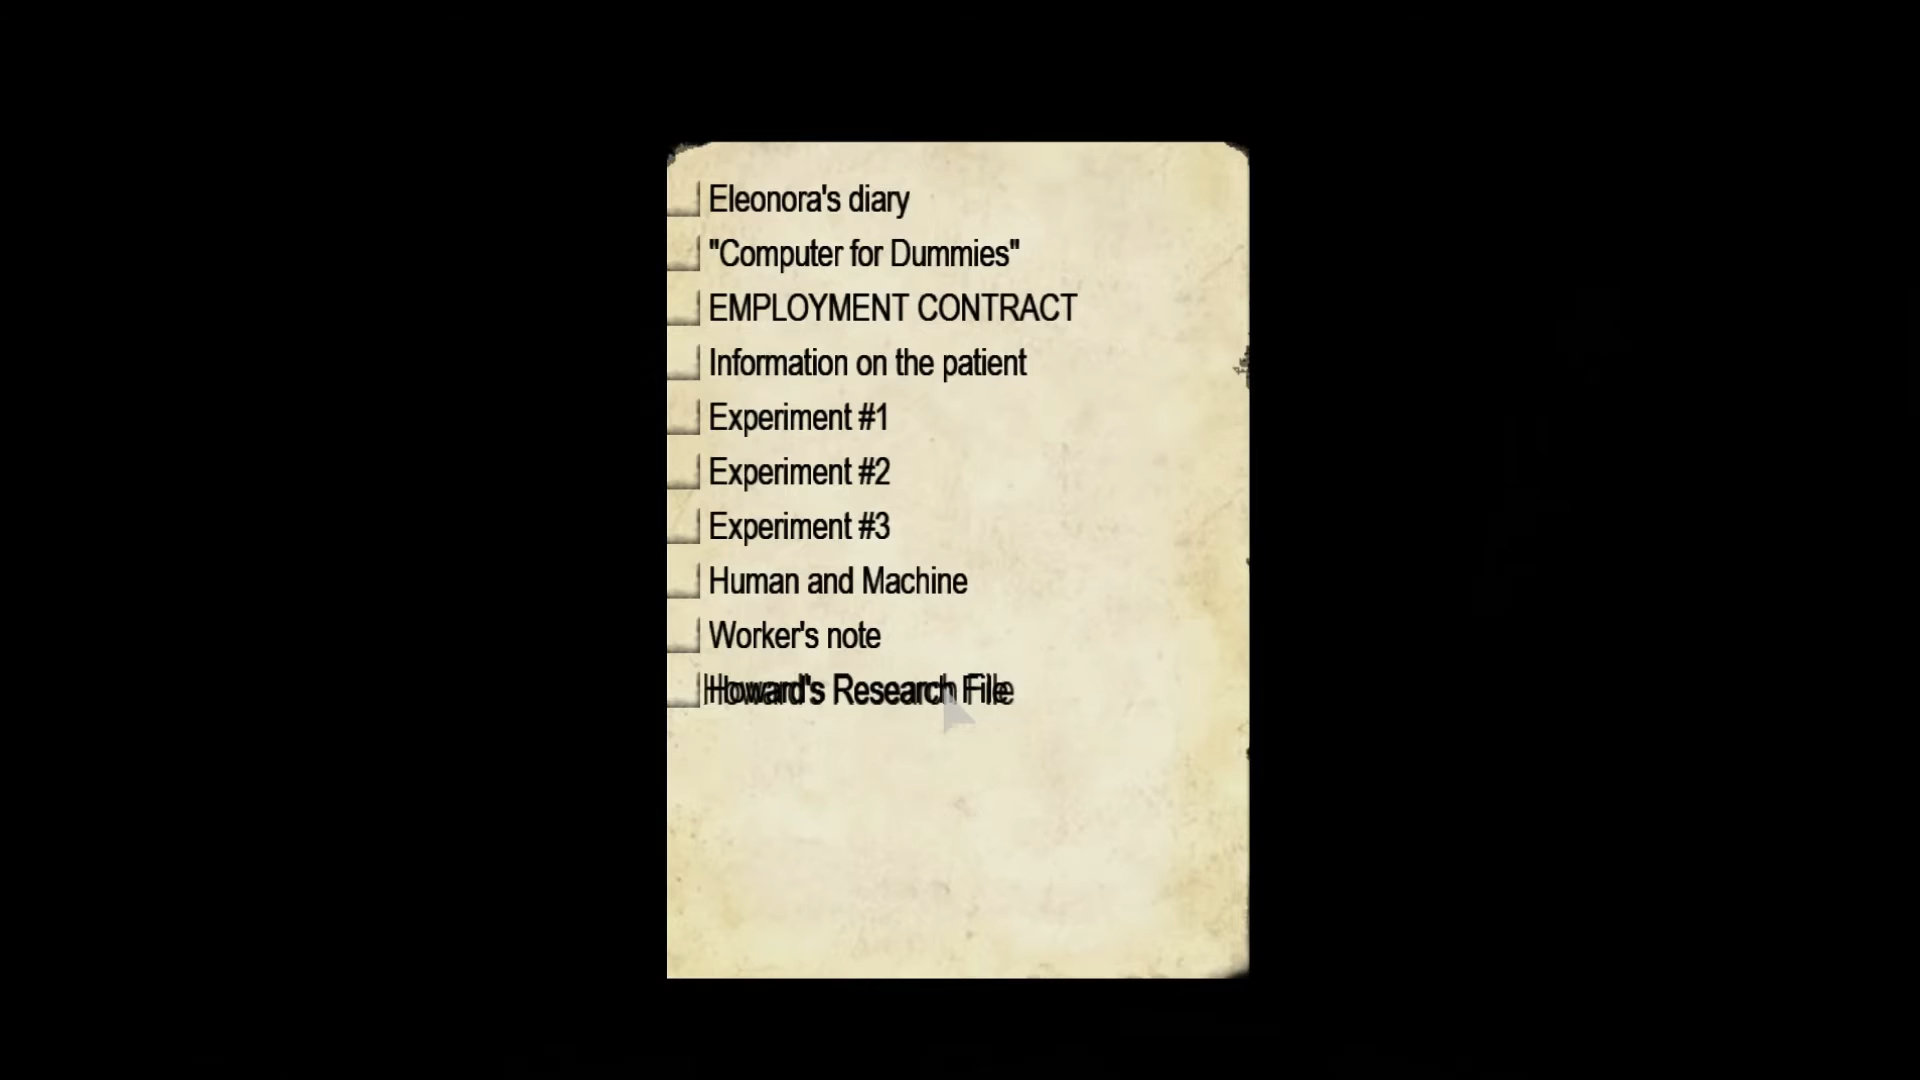 Eleonora's diary
"Computer for Dummies"
EMPLOYMENT CONTRACT
Information on the patient
Experiment #1
Experiment #2
Experiment #3
Human and Machine
Worker's note
Howard's Research File